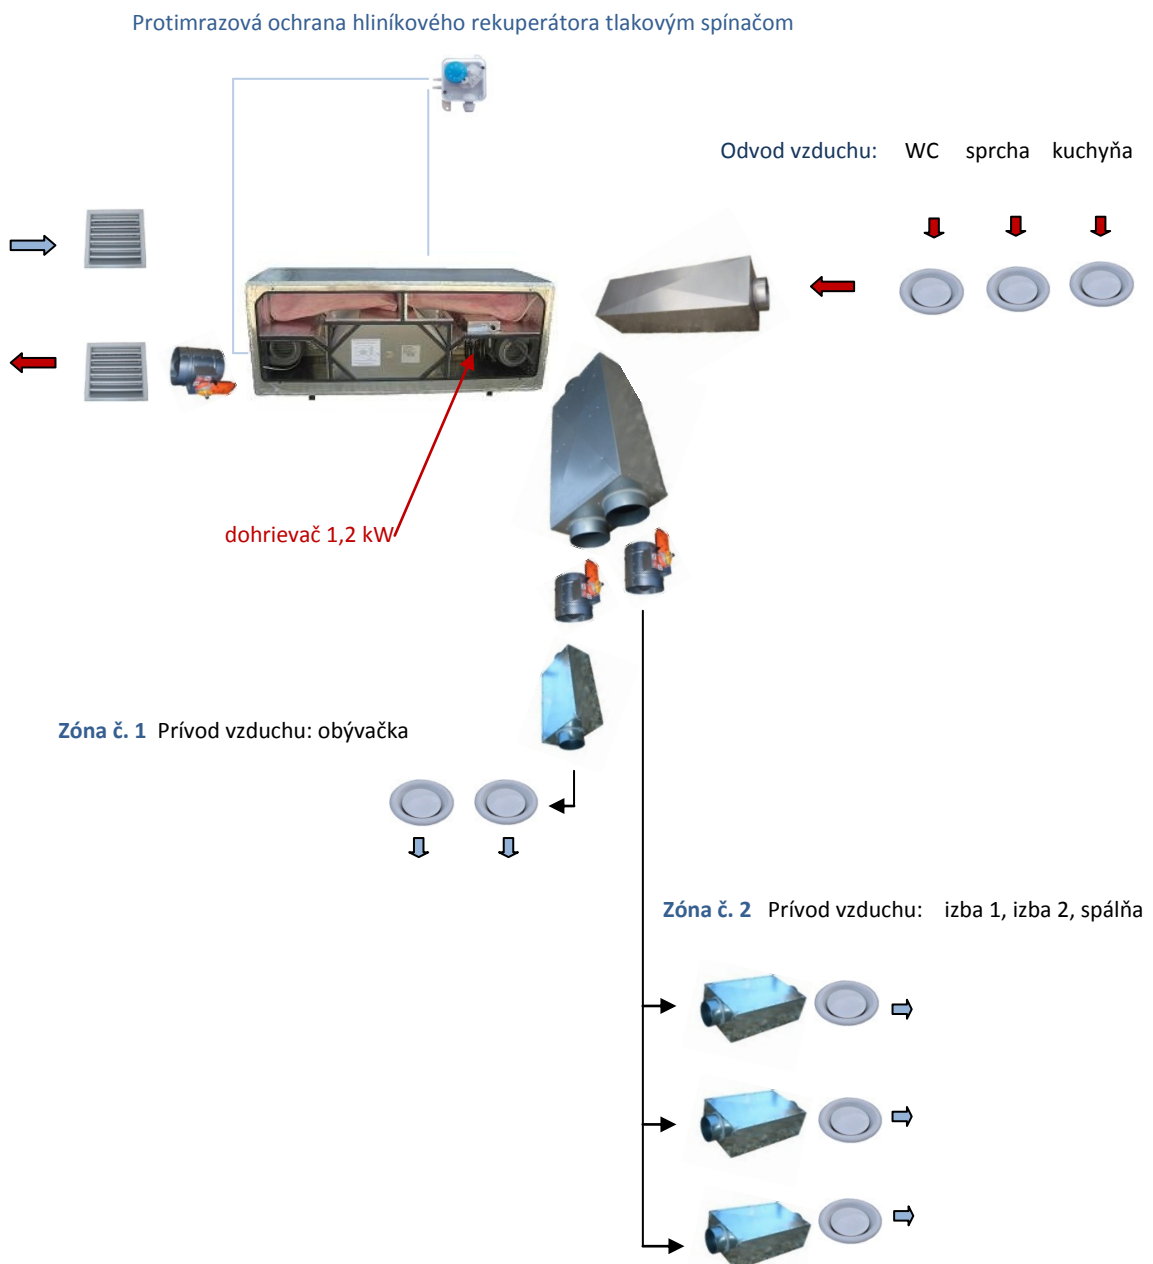 Protimrazová ochrana hliníkového rekuperátora tlakovým spínačom
Odvod vzduchu: WC sprcha kuchyňa
dohrievač 1,2 kW
Zóna č. 1 Prívod vzduchu: obývačka
Zóna č. 2 Prívod vzduchu: izba 1, izba 2, spálňa